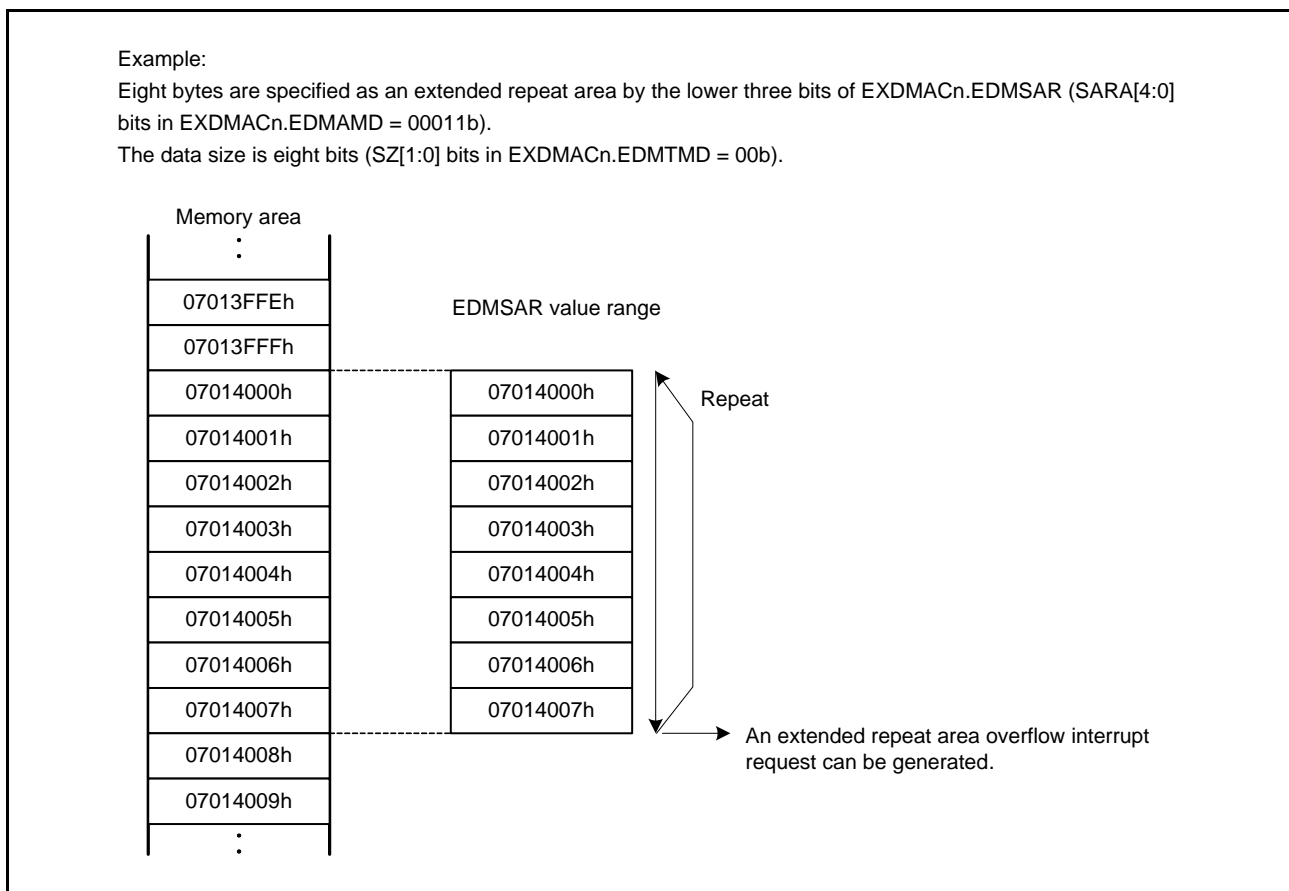 Example:
Eight bytes are specified as an extended repeat area by the lower three bits of EXDMACn.EDMSAR (SARA[4:0]
bits in EXDMACn.EDMAMD = 00011b).
The data size is eight bits (SZ[1:0] bits in EXDMACn.EDMTMD = 00b).
Memory area
07013FFEh
EDMSAR value range
07013FFFh
07014000h 07014000h
Repeat
07014001h 07014001h
07014002h 07014002h
07014003h 07014003h
07014004h 07014004h
07014005h 07014005h
07014006h 07014006h
07014007h 07014007h
An extended repeat area overflow interrupt
request can be generated.
07014008h
07014009h